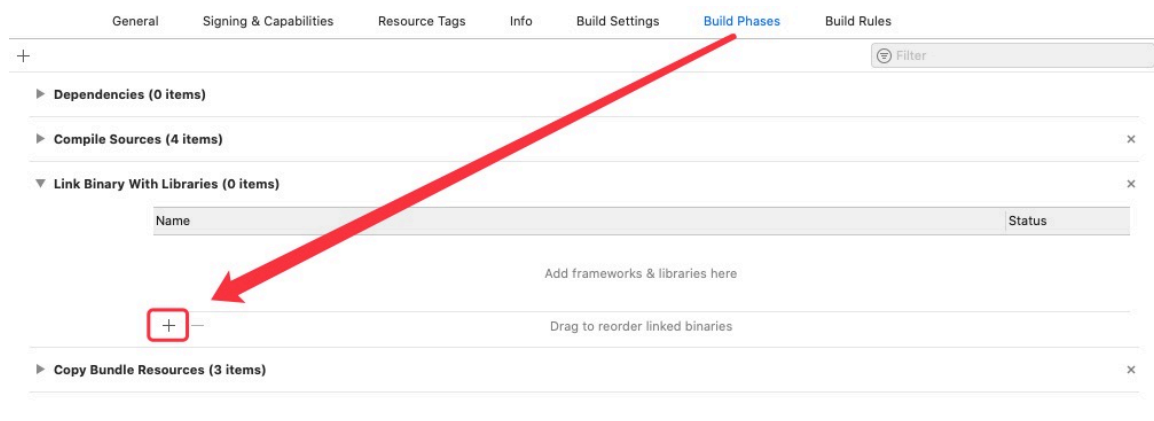 General Signing & Capabilities Resource Tags Info Build Settings Build Phases Build Rules
Filter
Dependencies (0 items)
Compile Sources (4 items)
Link Binary With Libraries (0 items)
Name Status
Add frameworks & libraries here
Drag to reorder linked binaries
Copy Bundle Resources (3 items)